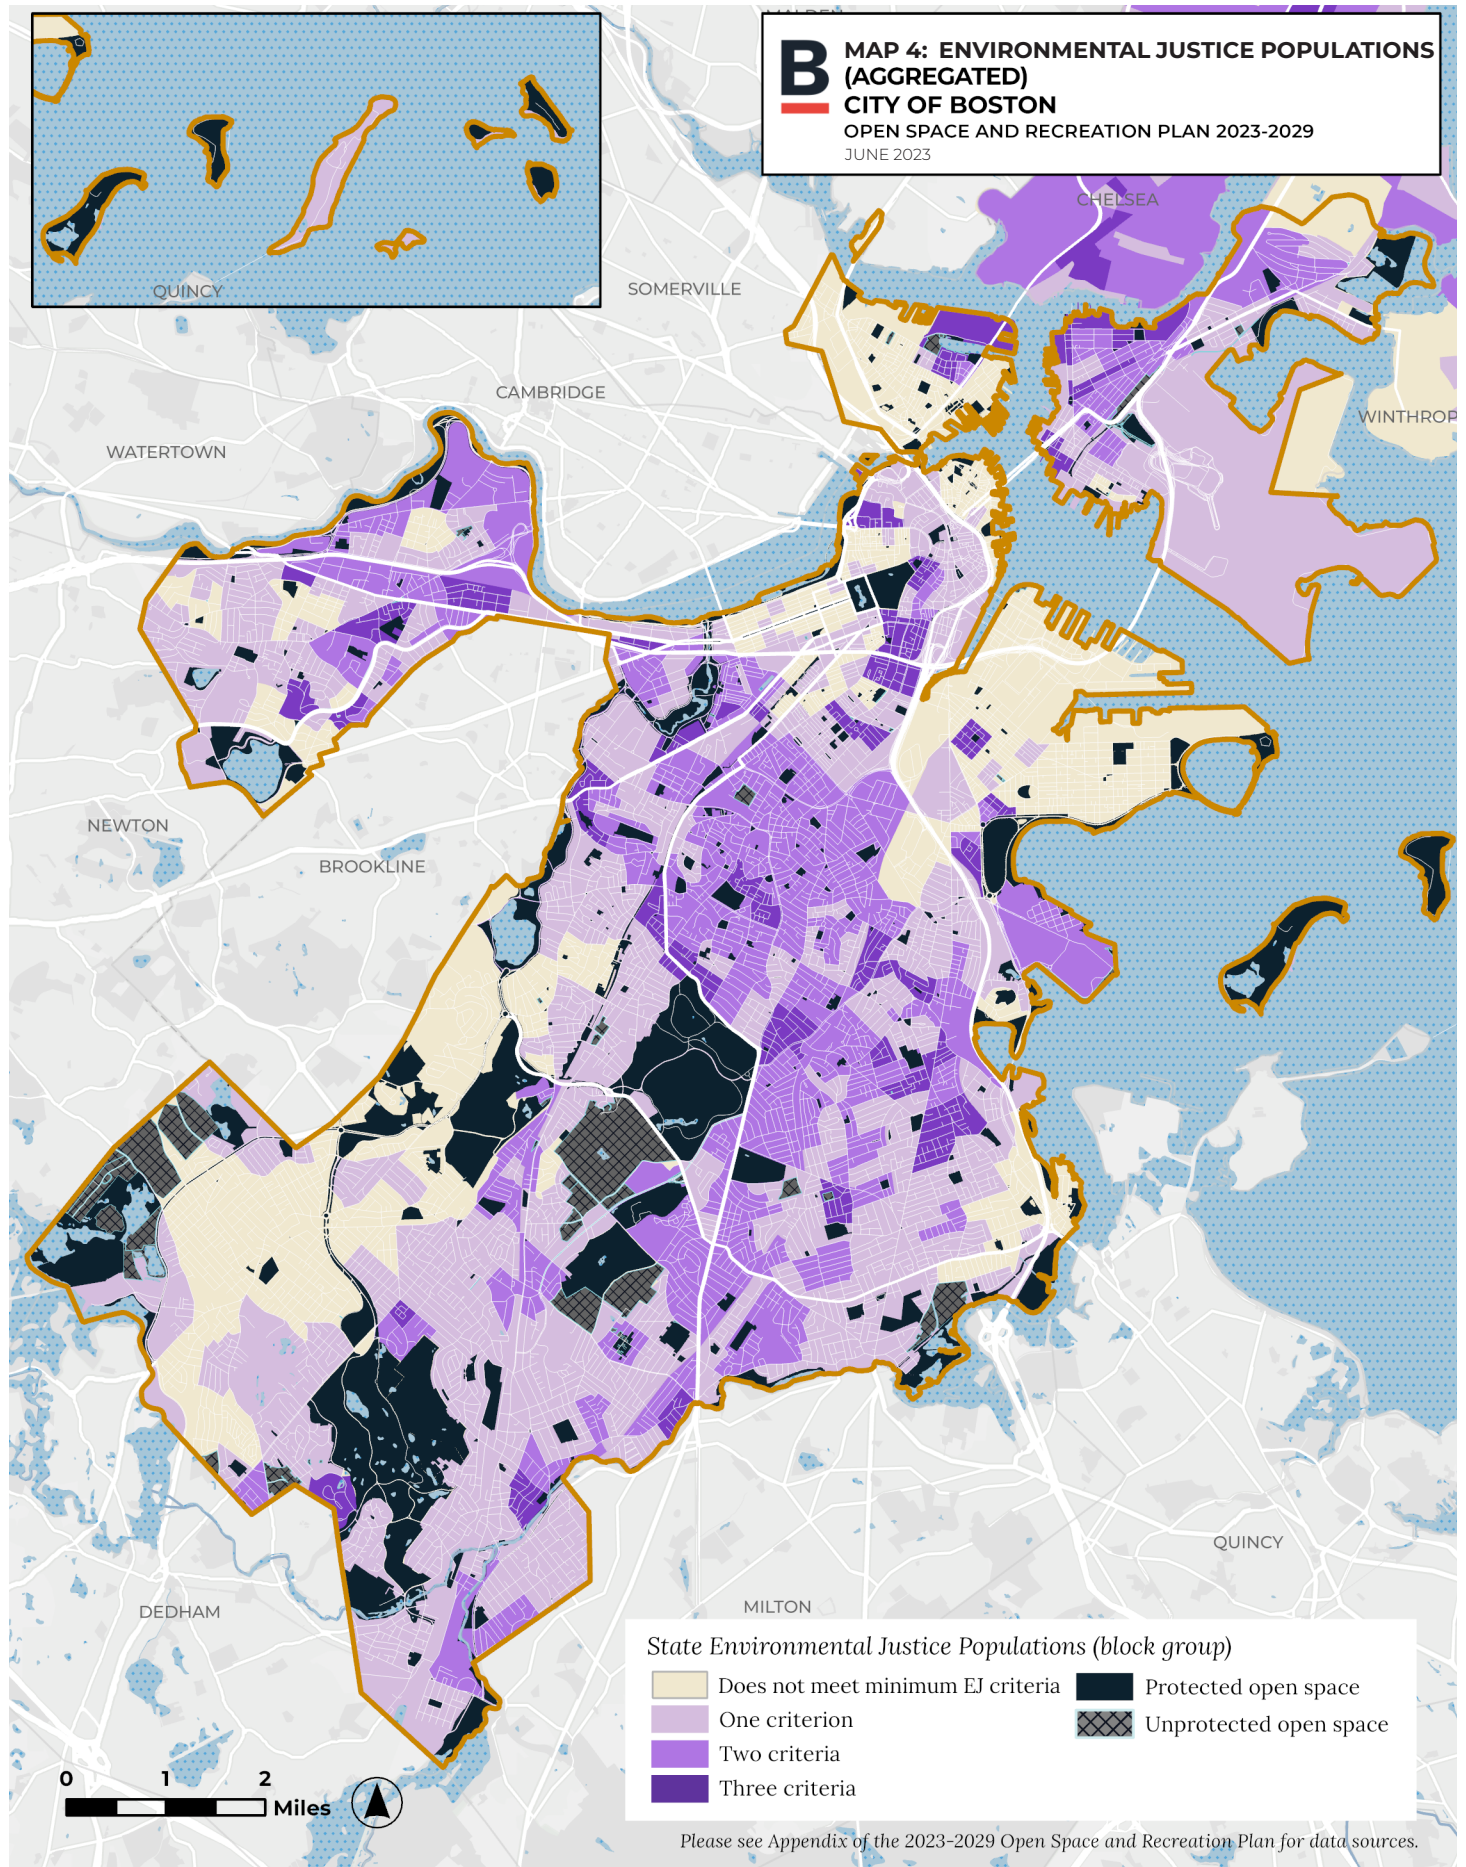 MALDEN
B
MAP 4: ENVIRONMENTAL JUSTICE POPULATIONS
(AGGREGATED)
CITY OF BOSTON
OPEN SPACE AND RECREATION PLAN 2023-2029
JUNE 2023
CHELSEA
QUINCY
SOMERVILLE
CAMBRIDGE
WINTHROP
WATERTOWN
NEWTON
BROOKLINE
QUINCY
DEDHAM
MILTON
State Environmental Justice Populations (block group)
Does not meet minimum EJ criteria
One criterion
Two criteria
Three criteria
Protected open space
Unprotected open space
0 1 2
Miles
Please see Appendix of the 2023-2029 Open Space and Recreation Plan for data sources.